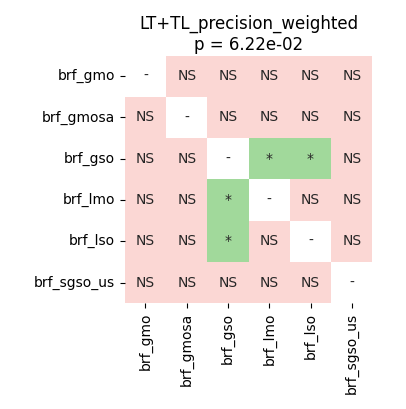 LT+TL_precision_weighted
p = 6.22e-02
brf_gmo - NS NS NS NS NS
brf_gmosa NS - NS NS NS NS
brf_gso NS NS - * * NS
brf_lmo NS NS * - NS NS
brf_lso NS NS * NS - NS
brf_sgso_us NS NS NS NS NS -
brf_gmo
brf_gmosa
brf_gso
brf_lmo
brf_lso
brf_sgso_us